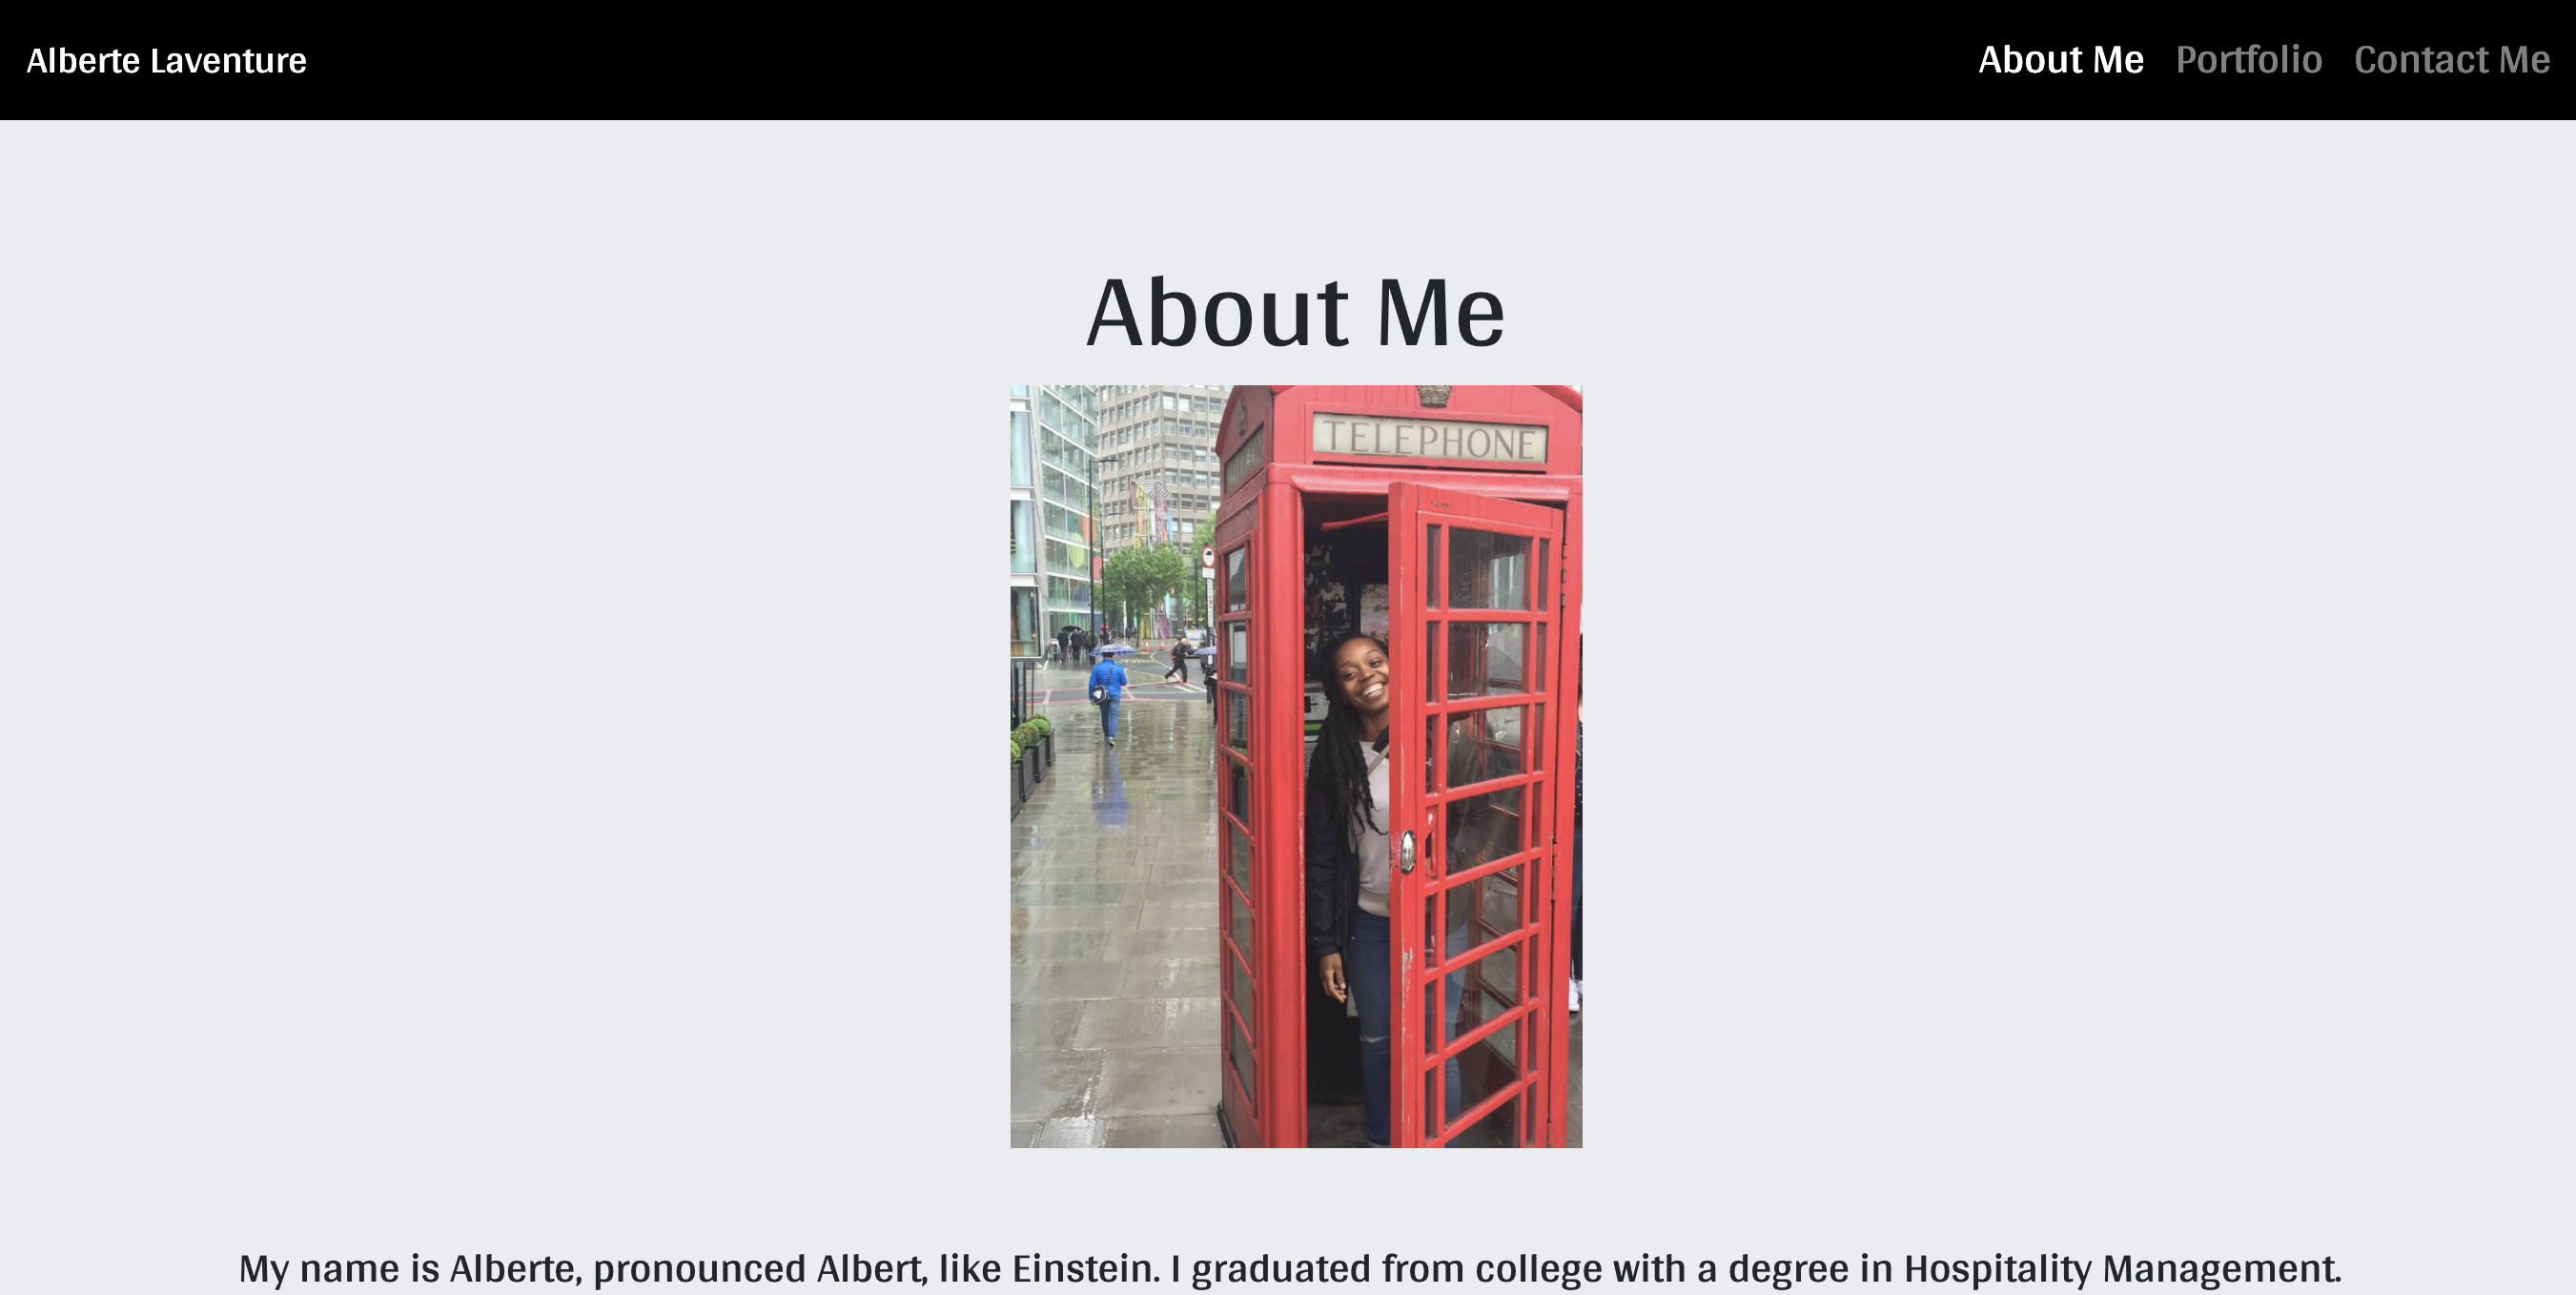 Alberte Laventure
About Me Portfolio Contact Me
About Me
TELEPHONE
My name is Alberte, pronounced Albert, like Einstein. I graduated from college with a degree in Hospitality Management.